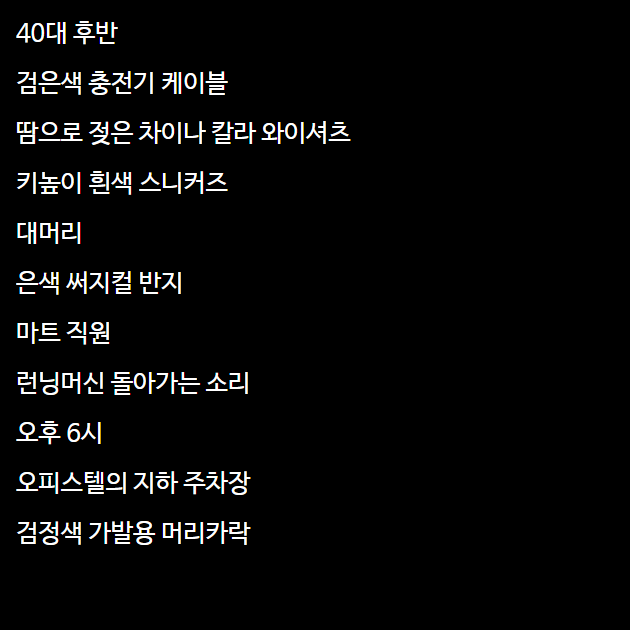 40대 후반
검은색 충전기 케이블
땀으로 젖은 차이나 칼라 와이셔츠
키높이 흰색 스니커즈
대머리
은색 써지컬 반지
마트 직원
런닝머신 돌아가는 소리
오후 6시
오피스텔의 지하 주차장
검정색 가발용 머리카락